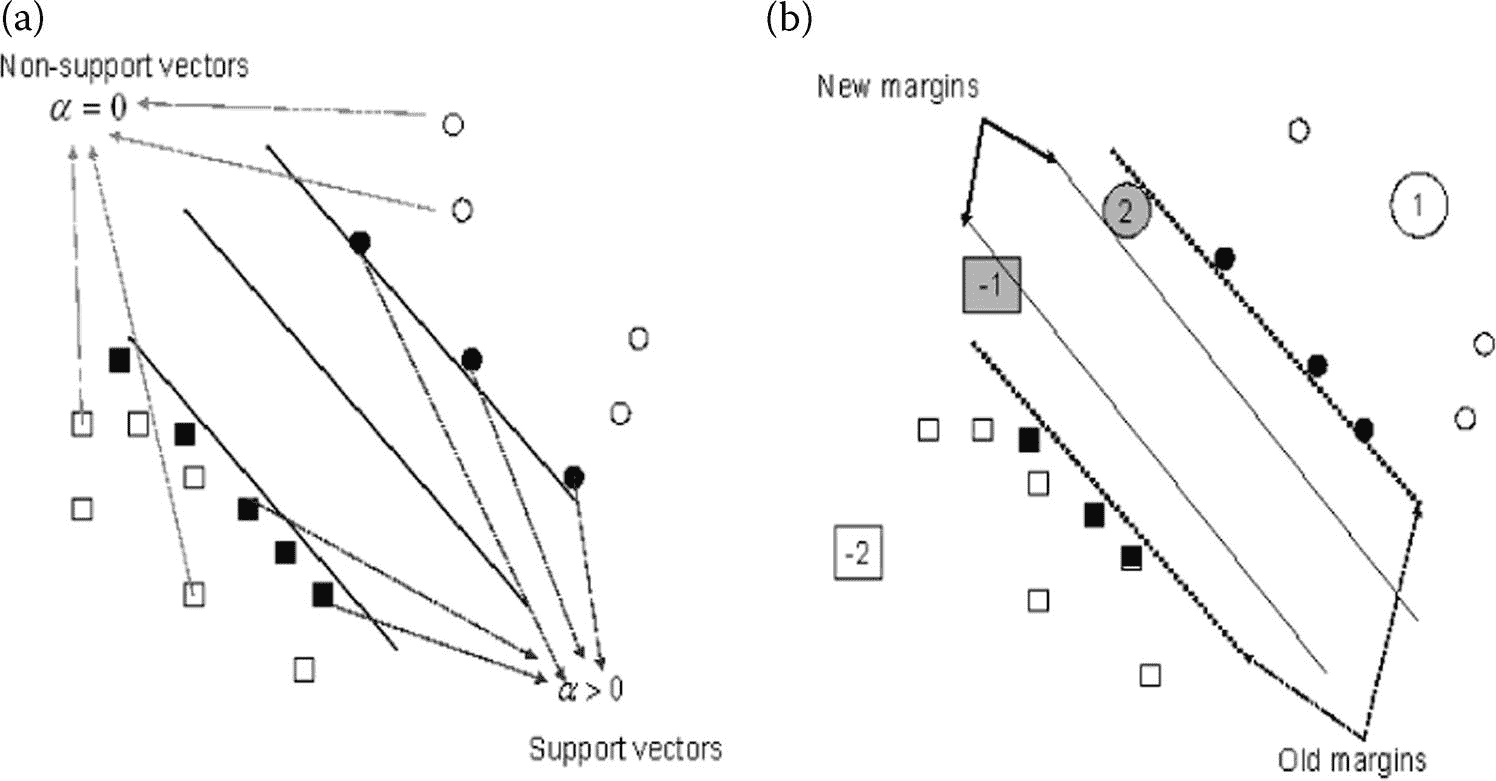 (a)
Non-support vectors
α = 0
α > 0
Support vectors
(b)
New margins
2
1
-1
-2
Old margins